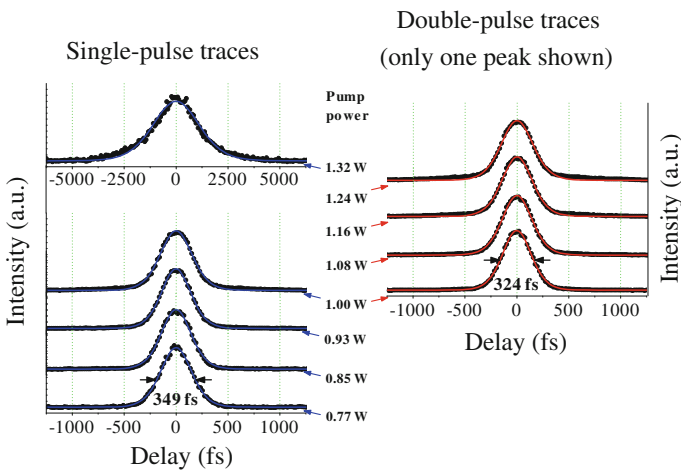 Single-pulse traces
Double-pulse traces
(only one peak shown)
Intensity (a.u.)
-5000 -2500 0 2500 5000
-1000 -500 0 500 1000
349 fs
Delay (fs)
Pump
power
1.32 W
1.24 W
1.16 W
1.08 W
1.00 W
0.93 W
0.85 W
0.77 W
324 fs
-1000 -500 0 500 1000
Delay (fs)
Intensity (a.u.)